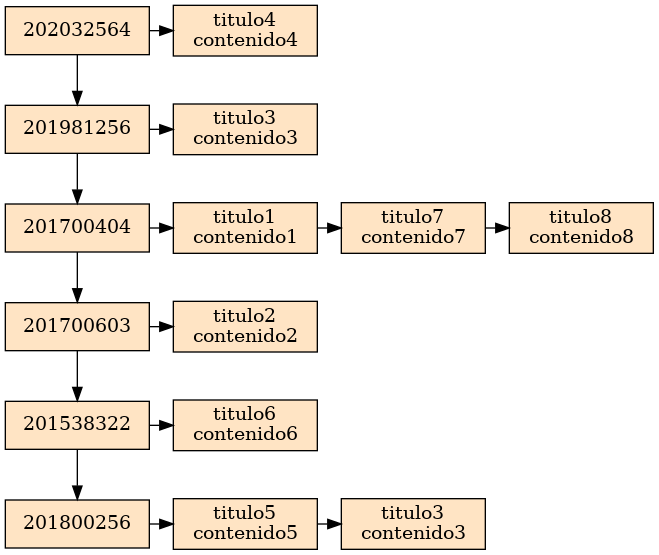 202032564
titulo4
contenido4
201981256
titulo3
contenido3
201700404
titulo1
contenido1
titulo7
contenido7
titulo8
contenido8
201700603
titulo2
contenido2
201538322
titulo6
contenido6
201800256
titulo5
contenido5
titulo3
contenido3